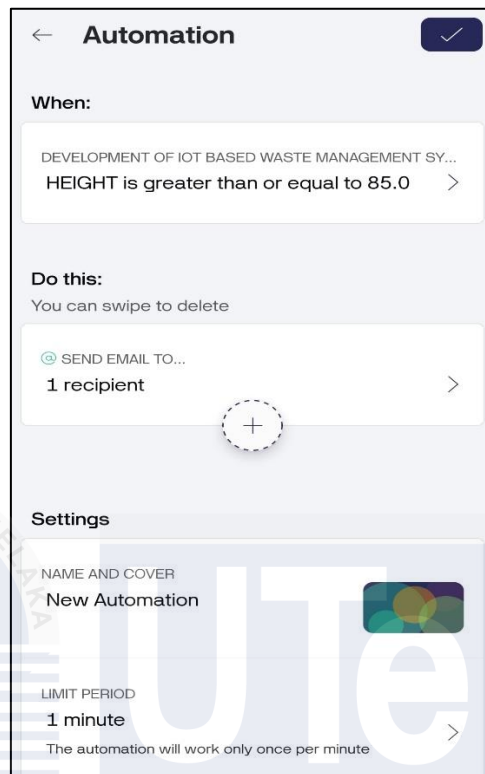 ← Automation
When:
DEVELOPMENT OF IOT BASED WASTE MANAGEMENT SY...
HEIGHT is greater than or equal to 85.0
Do this:
You can swipe to delete
@ SEND EMAIL TO...
1 recipient
+
Settings
NAME AND COVER
New Automation
LIMIT PERIOD
1 minute
The automation will work only once per minute
ELAKA
UTe